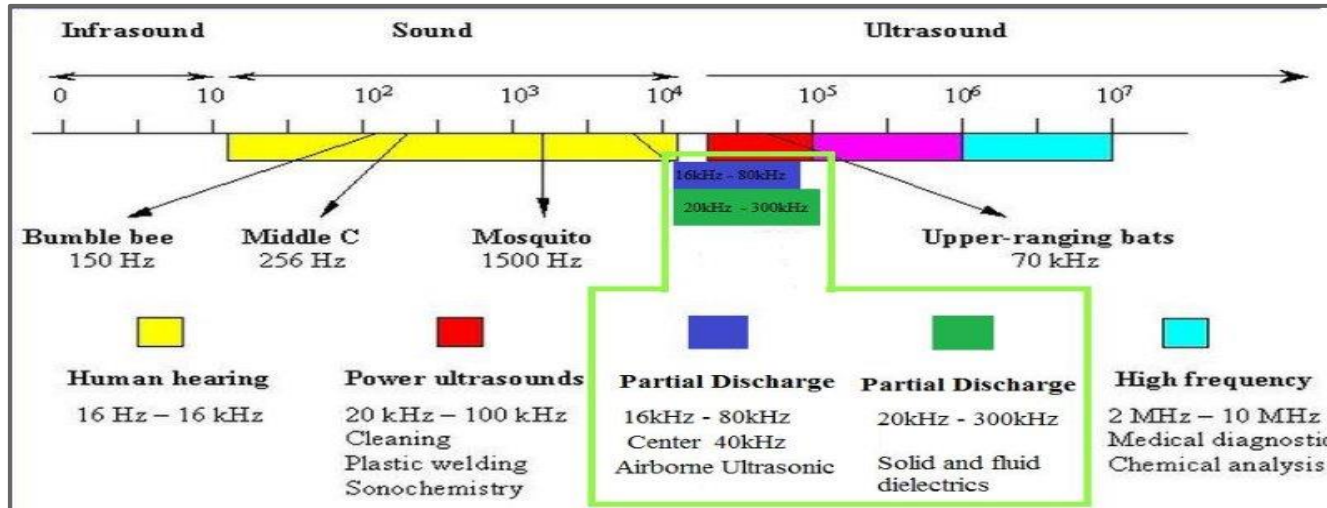 Infrasound Sound Ultrasound
0 10 10² 10³ 10⁴ 10⁵ 10⁶ 10⁷
16kHz - 80kHz
20kHz - 300kHz
Bumble bee Middle C Mosquito Upper-ranging bats
150 Hz 256 Hz 1500 Hz 70 kHz
Human hearing
16 Hz – 16 kHz
Power ultrasounds
20 kHz – 100 kHz
Cleaning
Plastic welding
Sonochemistry
Partial Discharge
16kHz - 80kHz
Center 40kHz
Airborne Ultrasonic
Partial Discharge
20kHz - 300kHz
Solid and fluid
dielectrics
High frequency
2 MHz – 10 MHz
Medical diagnostic
Chemical analysis